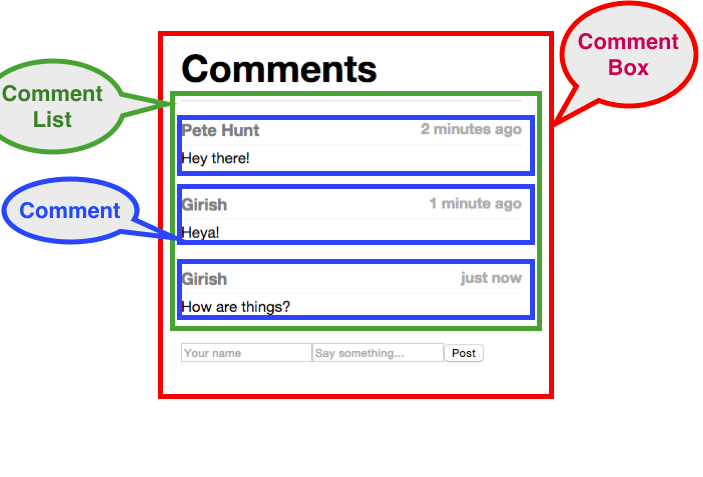 Comment
Box
Comments
Comment
List
Pete Hunt 2 minutes ago
Hey there!
Girish 1 minute ago
Comment
Heya!
Girish just now
How are things?
Your name Say something... Post